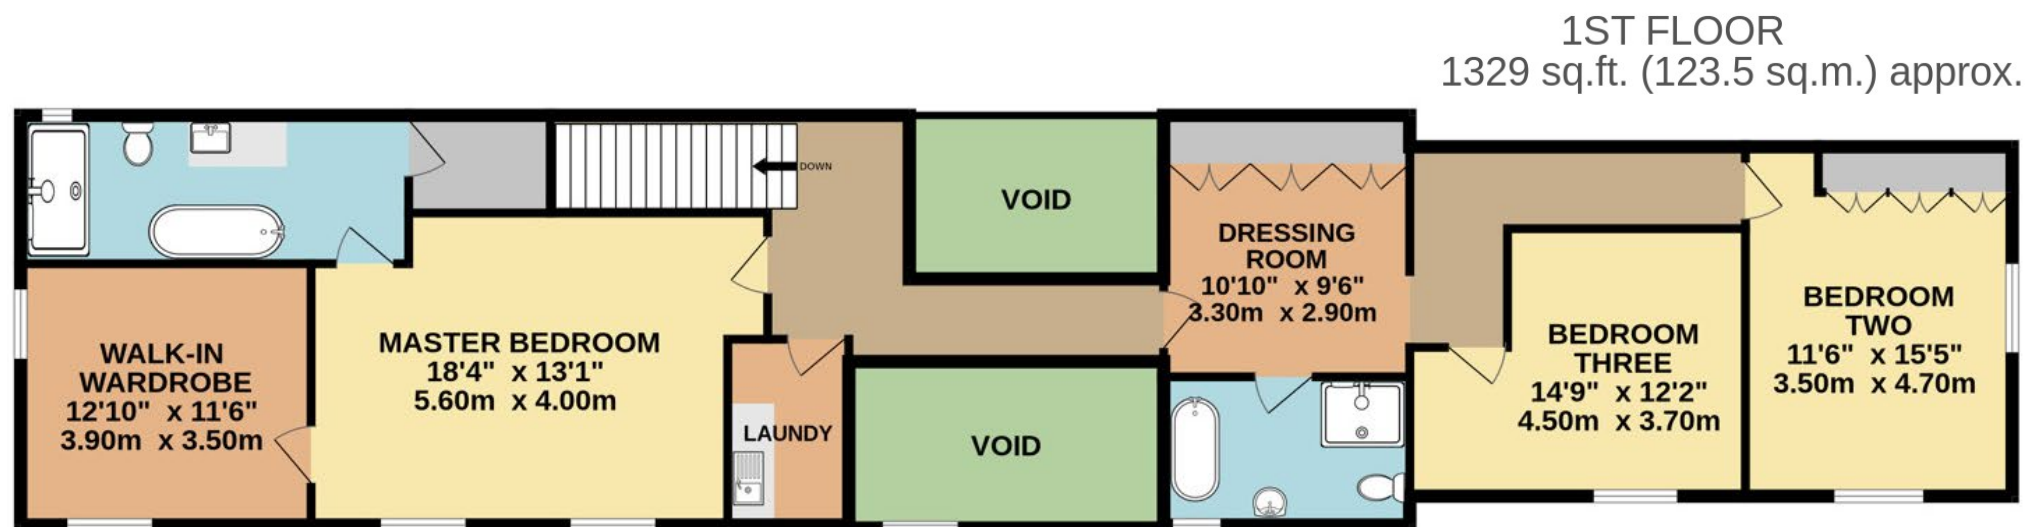 1ST FLOOR
1329 sq.ft. (123.5 sq.m.) approx.
DOWN
VOID
DRESSING
ROOM
10'10" x 9'6"
3.30m x 2.90m
WALK-IN
WARDROBE
12'10" x 11'6"
3.90m x 3.50m
MASTER BEDROOM
18'4" x 13'1"
5.60m x 4.00m
LAUNDY
VOID
BEDROOM
THREE
14'9" x 12'2"
4.50m x 3.70m
BEDROOM
TWO
11'6" x 15'5"
3.50m x 4.70m